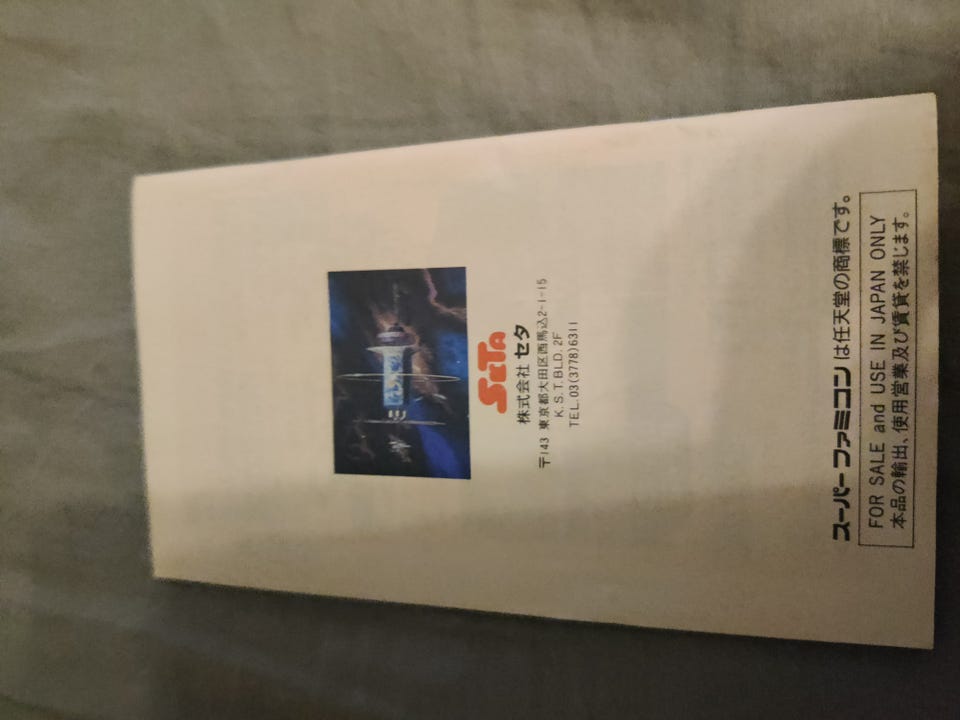 SETA
株式会社 セタ
〒143 東京都大田区西馬込2-1-15
K.S.T.BLD.2F
TEL.03(3778)6311
スーパーファミコンは任天堂の商標です。
FOR SALE and USE IN JAPAN ONLY
本品の輸出、使用営業及び賃貸を禁じます。